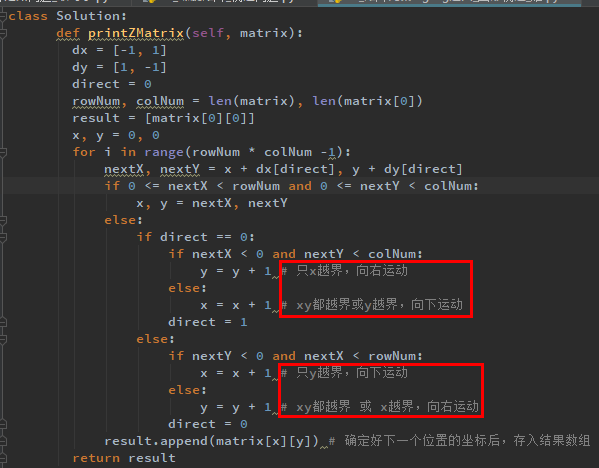 class Solution:
    def printZMatrix(self, matrix):
        dx = [-1, 1]
        dy = [1, -1]
        direct = 0
        rowNum, colNum = len(matrix), len(matrix[0])
        result = [matrix[0][0]]
        x, y = 0, 0
        for i in range(rowNum * colNum -1):
            nextX, nextY = x + dx[direct], y + dy[direct]
            if 0 <= nextX < rowNum and 0 <= nextY < colNum:
                x, y = nextX, nextY
            else:
                if direct == 0:
                    if nextX < 0 and nextY < colNum:
                        y = y + 1 # 只x越界，向右运动
                    else:
                        x = x + 1 # xy都越界或y越界，向下运动
                    direct = 1
                else:
                    if nextY < 0 and nextX < rowNum:
                        x = x + 1 # 只y越界，向下运动
                    else:
                        y = y + 1 # xy都越界 或 x越界，向右运动
                    direct = 0
            result.append(matrix[x][y]) # 确定好下一个位置的坐标后，存入结果数组
        return result